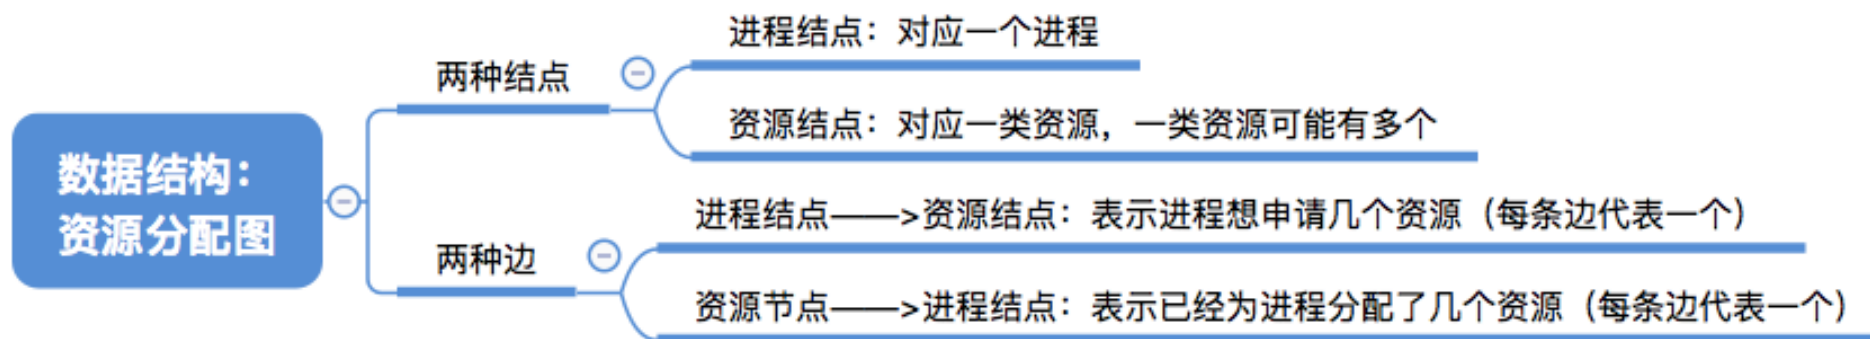 数据结构：
资源分配图
两种结点
进程结点：对应一个进程
资源结点：对应一类资源，一类资源可能有多个
两种边
进程结点——>资源结点：表示进程想申请几个资源（每条边代表一个）
资源节点——>进程结点：表示已经为进程分配了几个资源（每条边代表一个）